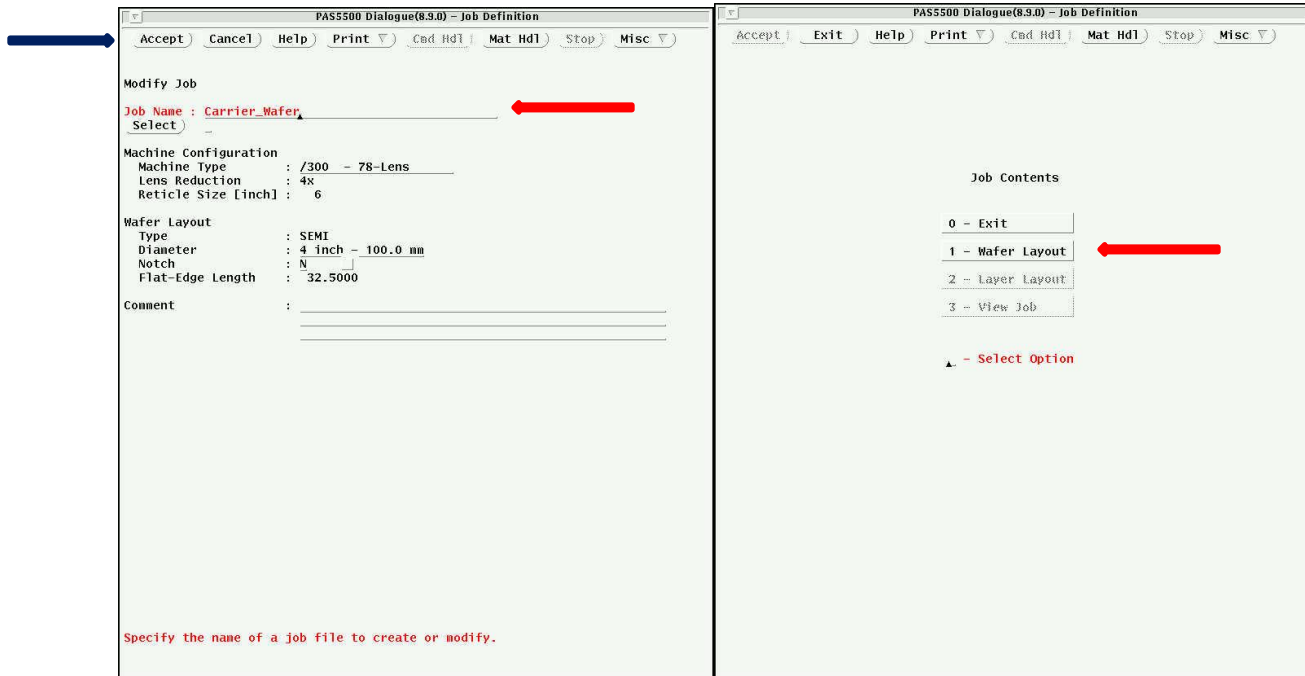 PAS5500 Dialogue(8.9.0) – Job Definition
Accept Cancel Help Print Cmd Hdl Mat Hdl Stop Misc
Modify Job
Job Name : Carrier_Wafer
Select
Machine Configuration
Machine Type : /300 - 78-Lens
Lens Reduction : 4x
Reticle Size [inch] : 6
Wafer Layout
Type : SEMI
Diameter : 4 inch - 100.0 mm
Notch : N
Flat-Edge Length : 32.5000
Comment :
Specify the name of a job file to create or modify.
PAS5500 Dialogue(8.9.0) – Job Definition
Accept Exit Help Print Cmd Hdl Mat Hdl Stop Misc
Job Contents
0 - Exit
1 - Wafer Layout
2 - Layer Layout
3 - View Job
- Select Option